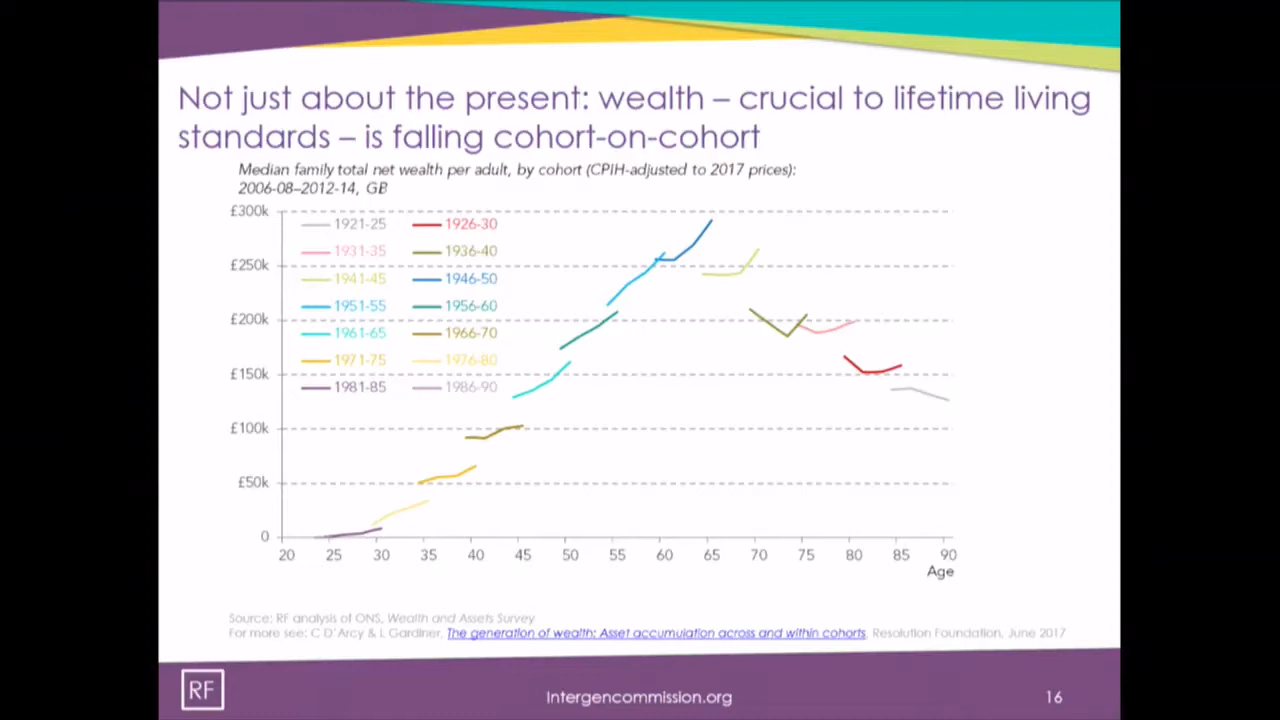 Not just about the present: wealth – crucial to lifetime living
standards – is falling cohort-on-cohort
Median family total net wealth per adult, by cohort (CPIH-adjusted to 2017 prices):
2006-08–2012-14, GB
£300k
£250k
£200k
£150k
£100k
£50k
0
1921-25 1926-30
1931-35 1936-40
1941-45 1946-50
1951-55 1956-60
1961-65 1966-70
1971-75 1976-80
1981-85 1986-90
20 25 30 35 40 45 50 55 60 65 70 75 80 85 90
Age
Source: RF analysis of ONS, Wealth and Assets Survey
For more see: C D'Arcy & L Gardiner, The generation of wealth: Asset accumulation across and within cohorts, Resolution Foundation, June 2017
RF
intergencommission.org
16